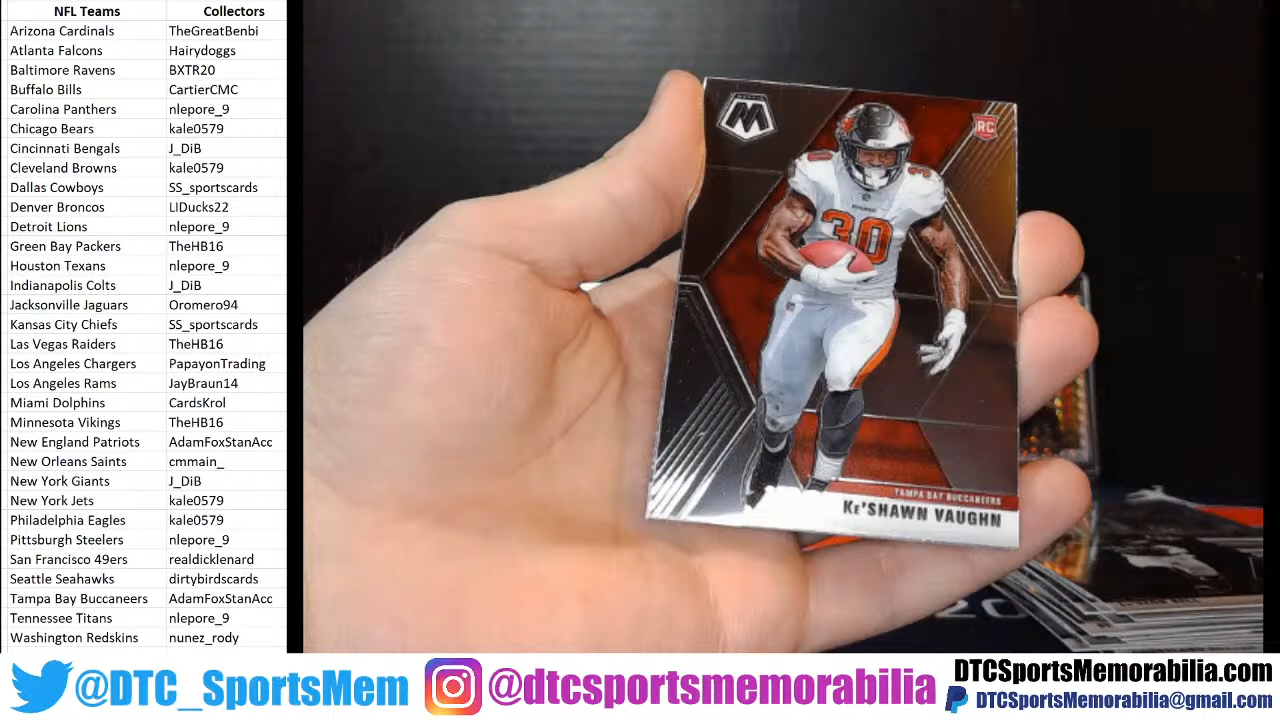 NFL Teams Collectors
Arizona Cardinals TheGreatBenbi
Atlanta Falcons Hairydoggs
Baltimore Ravens BXTR20
Buffalo Bills CartierCMC
Carolina Panthers nlepore_9
Chicago Bears kale0579
Cincinnati Bengals J_DiB
Cleveland Browns kale0579
Dallas Cowboys SS_sportscards
Denver Broncos LIDucks22
Detroit Lions nlepore_9
Green Bay Packers TheHB16
Houston Texans nlepore_9
Indianapolis Colts J_DiB
Jacksonville Jaguars Oromero94
Kansas City Chiefs SS_sportscards
Las Vegas Raiders TheHB16
Los Angeles Chargers PapayonTrading
Los Angeles Rams JayBraun14
Miami Dolphins CardsKrol
Minnesota Vikings TheHB16
New England Patriots AdamFoxStanAcc
New Orleans Saints cmmain_
New York Giants J_DiB
New York Jets kale0579
Philadelphia Eagles kale0579
Pittsburgh Steelers nlepore_9
San Francisco 49ers realdicklenard
Seattle Seahawks dirtybirdscards
Tampa Bay Buccaneers AdamFoxStanAcc
Tennessee Titans nlepore_9
Washington Redskins nunez_rody
M
RC
30
30
TAMPA BAY BUCCANEERS
KE'SHAWN VAUGHN
@DTC_SportsMem
@dtcsportsmemorabilia
DTCSportsMemorabilia.com
DTCSportsMemorabilia@gmail.com